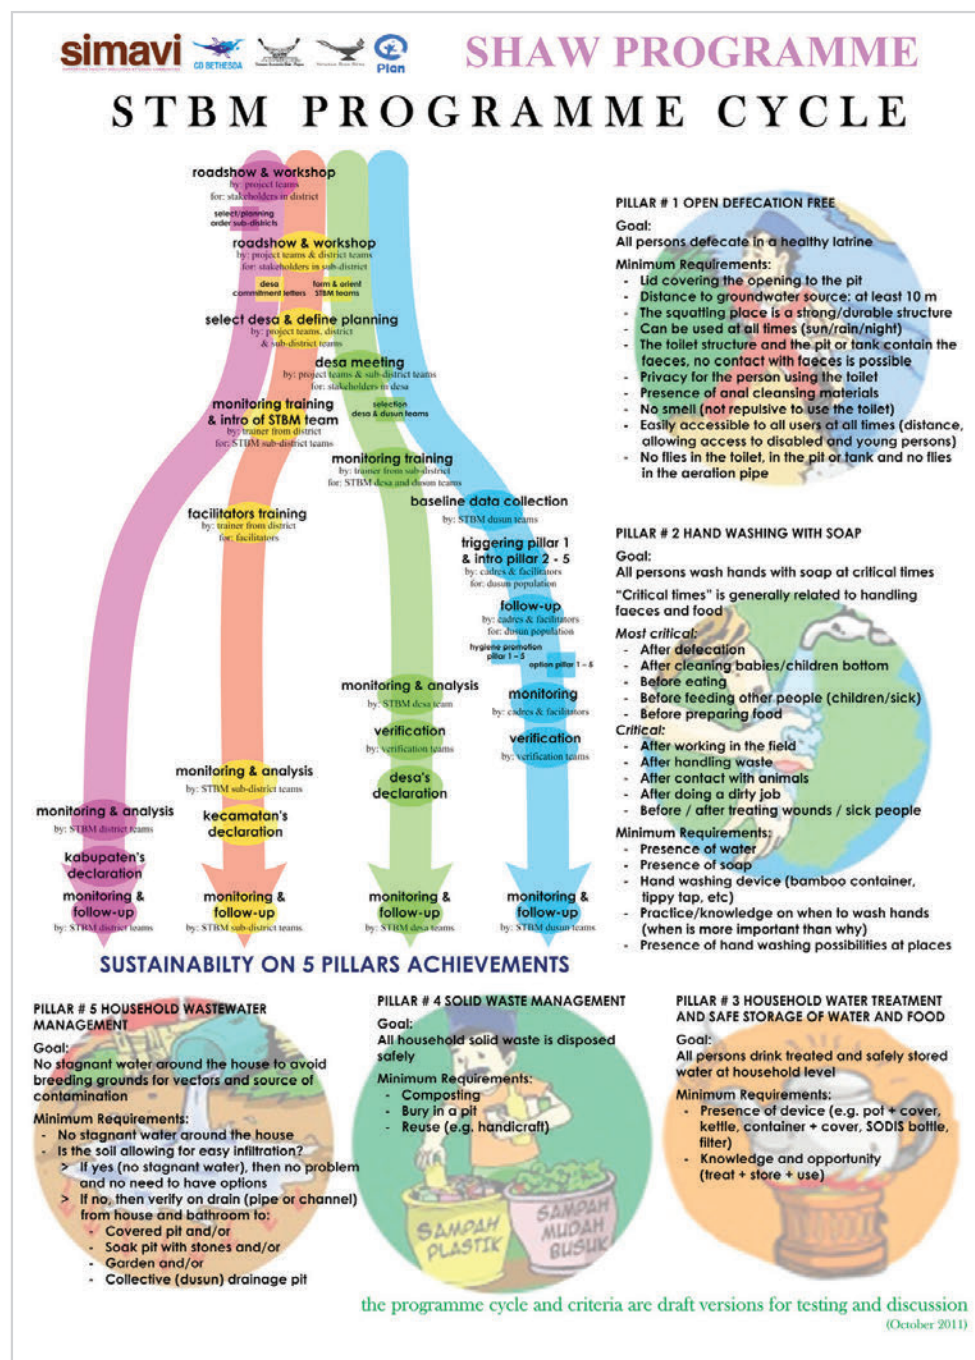 simavi
CD BETHESDA
Plan
SHAW PROGRAMME
STBM PROGRAMME CYCLE
roadshow & workshop
by: project teams
for: stakeholders in district
select/planning
order sub-districts
roadshow & workshop
by: project teams & district teams
for: stakeholders in sub-district
desa
commitment letters
form & orient
STBM teams
select desa & define planning
by: project teams, district
& sub-district teams
desa meeting
by: project teams & sub-district teams
for: stakeholders in desa
monitoring training
& intro of STBM team
by: trainer from district
for: STBM sub-district teams
selection
desa & dusun teams
monitoring training
by: trainer from sub-district
for: STBM desa and dusun teams
baseline data collection
by: STBM dusun teams
facilitators training
by: trainer from district
for: facilitators
triggering pillar 1
& intro pillar 2 - 5
by: cadres & facilitators
for: dusun population
follow-up
by: cadres & facilitators
for: dusun population
hygiene promotion
pillar 1 – 5
option pillar 1 – 5
monitoring & analysis
by: STBM desa team
monitoring
by: cadres & facilitators
verification
by: verification teams
verification
by: verification teams
monitoring & analysis
by: STBM sub-district teams
desa's
declaration
monitoring & analysis
by: STBM district teams
kecamatan's
declaration
kabupaten's
declaration
monitoring &
follow-up
by: STBM district teams
monitoring &
follow-up
by: STBM sub-district teams
monitoring &
follow-up
by: STBM desa teams
monitoring &
follow-up
by: STBM dusun teams
SUSTAINABILTY ON 5 PILLARS ACHIEVEMENTS
PILLAR # 1 OPEN DEFECATION FREE
Goal:
All persons defecate in a healthy latrine
Minimum Requirements:
- Lid covering the opening to the pit
- Distance to groundwater source: at least 10 m
- The squatting place is a strong/durable structure
- Can be used at all times (sun/rain/night)
- The toilet structure and the pit or tank contain the
faeces, no contact with faeces is possible
- Privacy for the person using the toilet
- Presence of anal cleansing materials
- No smell (not repulsive to use the toilet)
- Easily accessible to all users at all times (distance,
allowing access to disabled and young persons)
- No flies in the toilet, in the pit or tank and no flies
in the aeration pipe
PILLAR # 2 HAND WASHING WITH SOAP
Goal:
All persons wash hands with soap at critical times
"Critical times" is generally related to handling
faeces and food
Most critical:
- After defecation
- After cleaning babies/children bottom
- Before eating
- Before feeding other people (children/sick)
- Before preparing food
Critical:
- After working in the field
- After handling waste
- After contact with animals
- After doing a dirty job
- Before / after treating wounds / sick people
Minimum Requirements:
- Presence of water
- Presence of soap
- Hand washing device (bamboo container,
tippy tap, etc)
- Practice/knowledge on when to wash hands
(when is more important than why)
- Presence of hand washing possibilities at places
PILLAR # 5 HOUSEHOLD WASTEWATER
MANAGEMENT
Goal:
No stagnant water around the house to avoid
breeding grounds for vectors and source of
contamination
Minimum Requirements:
- No stagnant water around the house
- Is the soil allowing for easy infiltration?
> If yes (no stagnant water), then no problem
and no need to have options
> If no, then verify on drain (pipe or channel)
from house and bathroom to:
- Covered pit and/or
- Soak pit with stones and/or
- Garden and/or
- Collective (dusun) drainage pit
PILLAR # 4 SOLID WASTE MANAGEMENT
Goal:
All household solid waste is disposed
safely
Minimum Requirements:
- Composting
- Bury in a pit
- Reuse (e.g. handicraft)
SAMPAH
PLASTIK
SAMPAH
MUDAH
BUSUK
PILLAR # 3 HOUSEHOLD WATER TREATMENT
AND SAFE STORAGE OF WATER AND FOOD
Goal:
All persons drink treated and safely stored
water at household level
Minimum Requirements:
- Presence of device (e.g. pot + cover,
kettle, container + cover, SODIS bottle,
filter)
- Knowledge and opportunity
(treat + store + use)
the programme cycle and criteria are draft versions for testing and discussion
(October 2011)